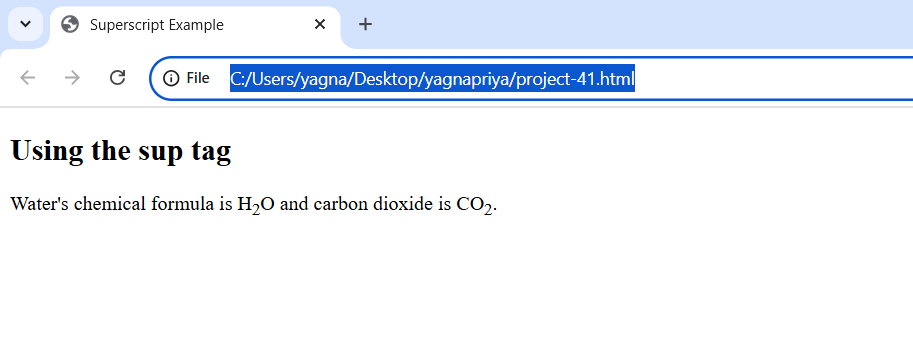 Superscript Example
File C:/Users/yagna/Desktop/yagnapriya/project-41.html
Using the sup tag
Water's chemical formula is H₂O and carbon dioxide is CO₂.